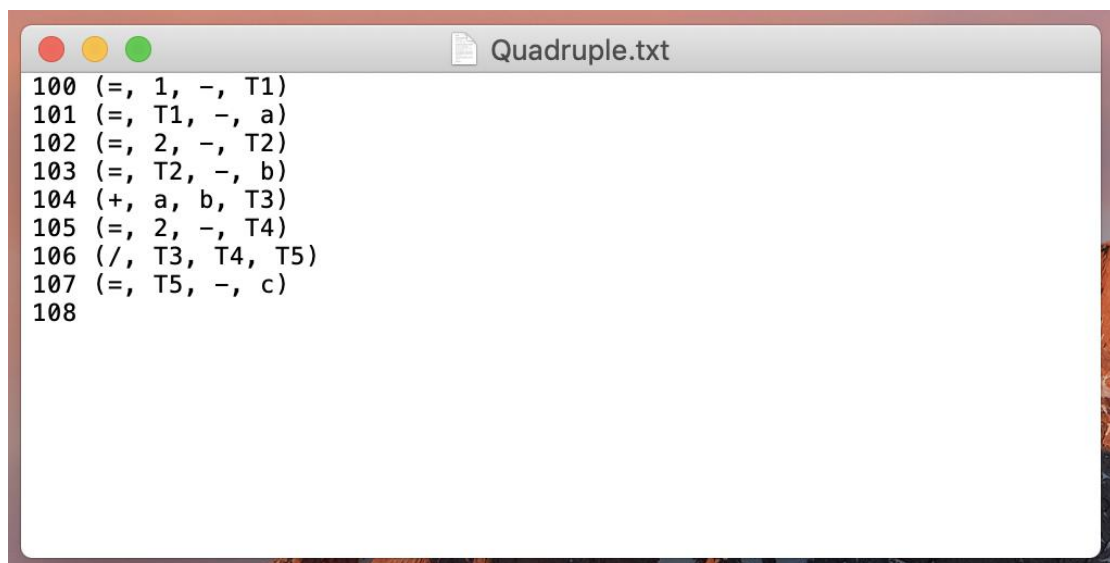 Quadruple.txt
100 (=, 1, -, T1)
101 (=, T1, -, a)
102 (=, 2, -, T2)
103 (=, T2, -, b)
104 (+, a, b, T3)
105 (=, 2, -, T4)
106 (/, T3, T4, T5)
107 (=, T5, -, c)
108